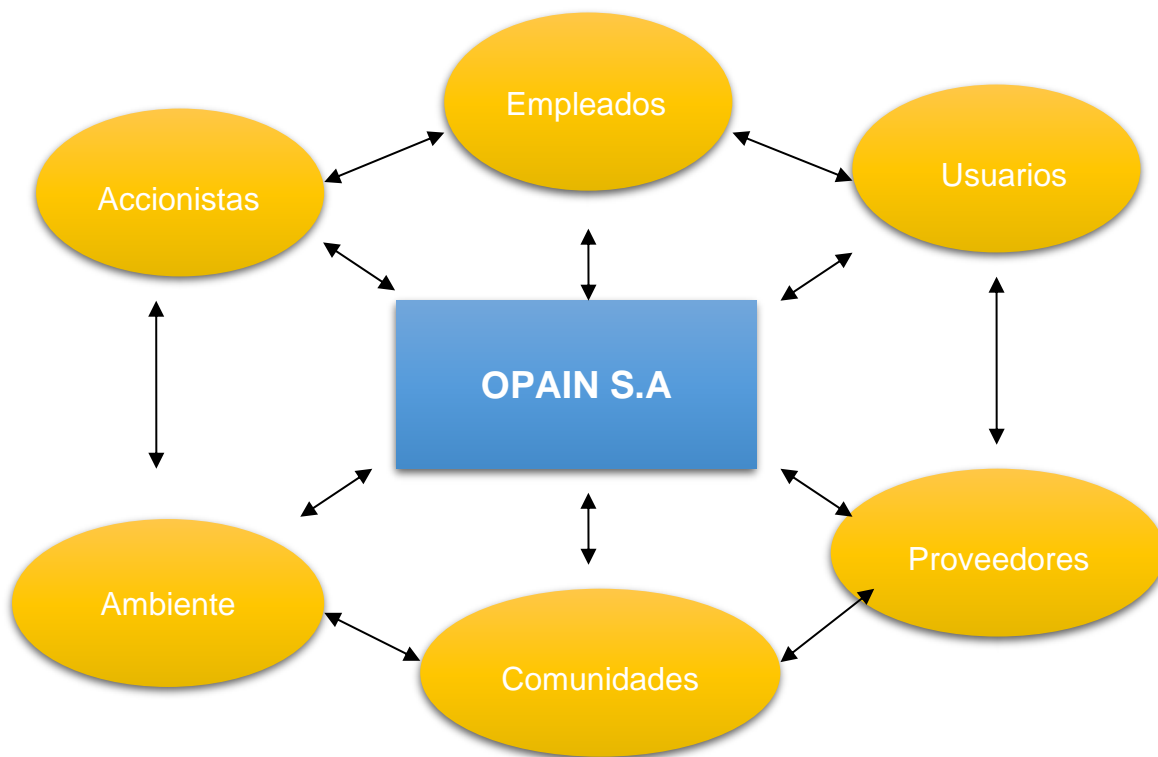 Empleados
Accionistas
Usuarios
OPAIN S.A
Proveedores
Ambiente
Comunidades